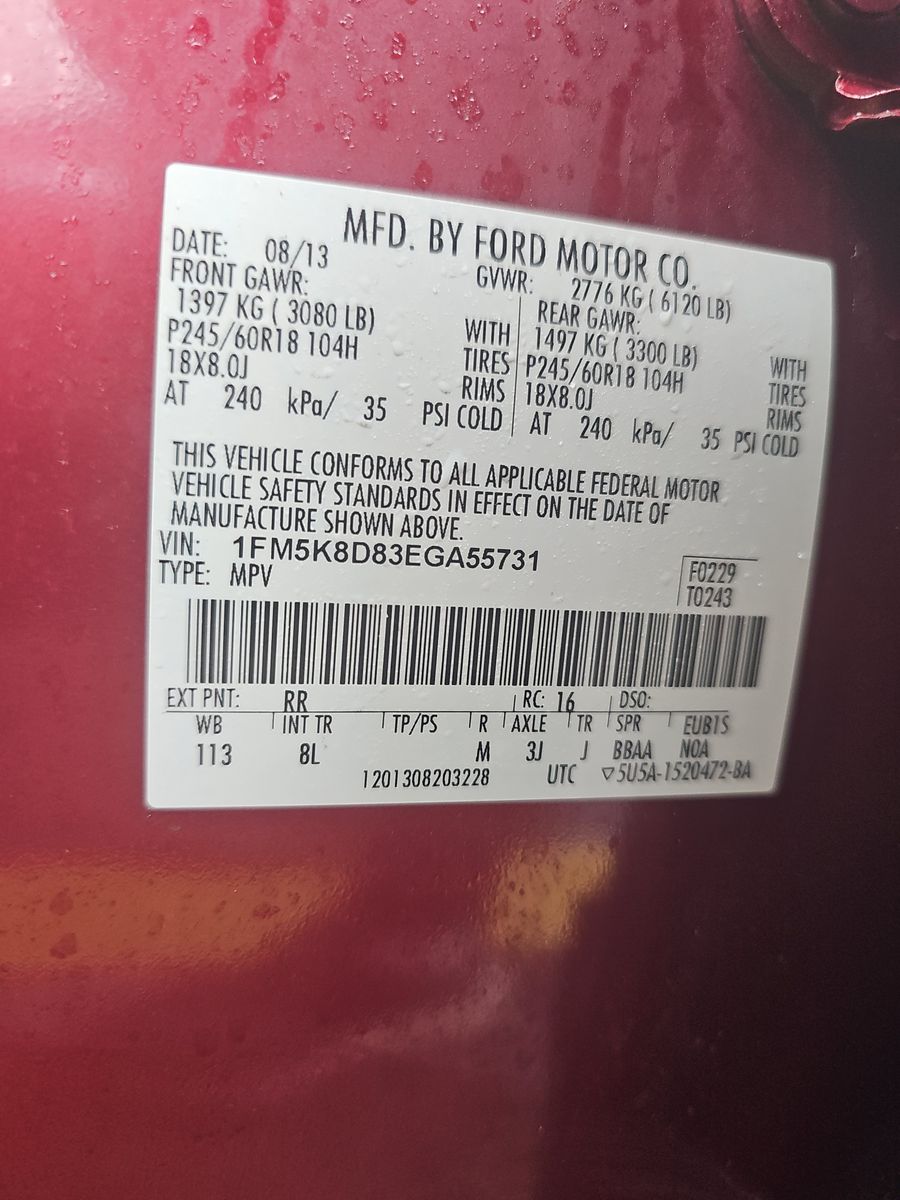 MFD. BY FORD MOTOR CO.
DATE: 08/13 GVWR: 2776 KG ( 6120 LB)
FRONT GAWR: REAR GAWR:
1397 KG ( 3080 LB) WITH 1497 KG ( 3300 LB) WITH
P245/60R18 104H TIRES P245/60R18 104H TIRES
18X8.0J RIMS 18X8.0J RIMS
AT 240 kPa/ 35 PSI COLD AT 240 kPa/ 35 PSI COLD
THIS VEHICLE CONFORMS TO ALL APPLICABLE FEDERAL MOTOR
VEHICLE SAFETY STANDARDS IN EFFECT ON THE DATE OF
MANUFACTURE SHOWN ABOVE.
VIN: 1FM5K8D83EGA55731 F0229
TYPE: MPV T0243
EXT PNT: RR RC: 16 DSO:
WB INT TR TP/PS R AXLE TR SPR EUB1S
113 8L M 3J J BBAA NOA
1201308203228 UTC ▽5U5A-1520472-BA